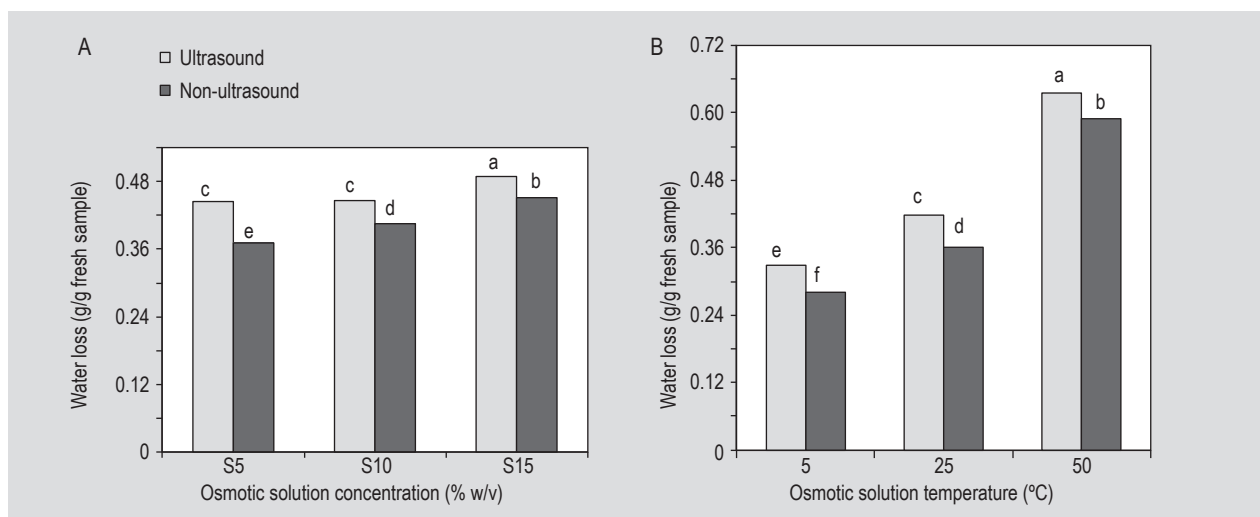 A
Ultrasound
Non-ultrasound
Water loss (g/g fresh sample)
0.48
0.36
0.24
0.12
0
c
e
c
d
a
b
S5 S10 S15
Osmotic solution concentration (% w/v)
B
Water loss (g/g fresh sample)
0.72
0.60
0.48
0.36
0.24
0.12
0
e
f
c
d
a
b
5 25 50
Osmotic solution temperature (ºC)